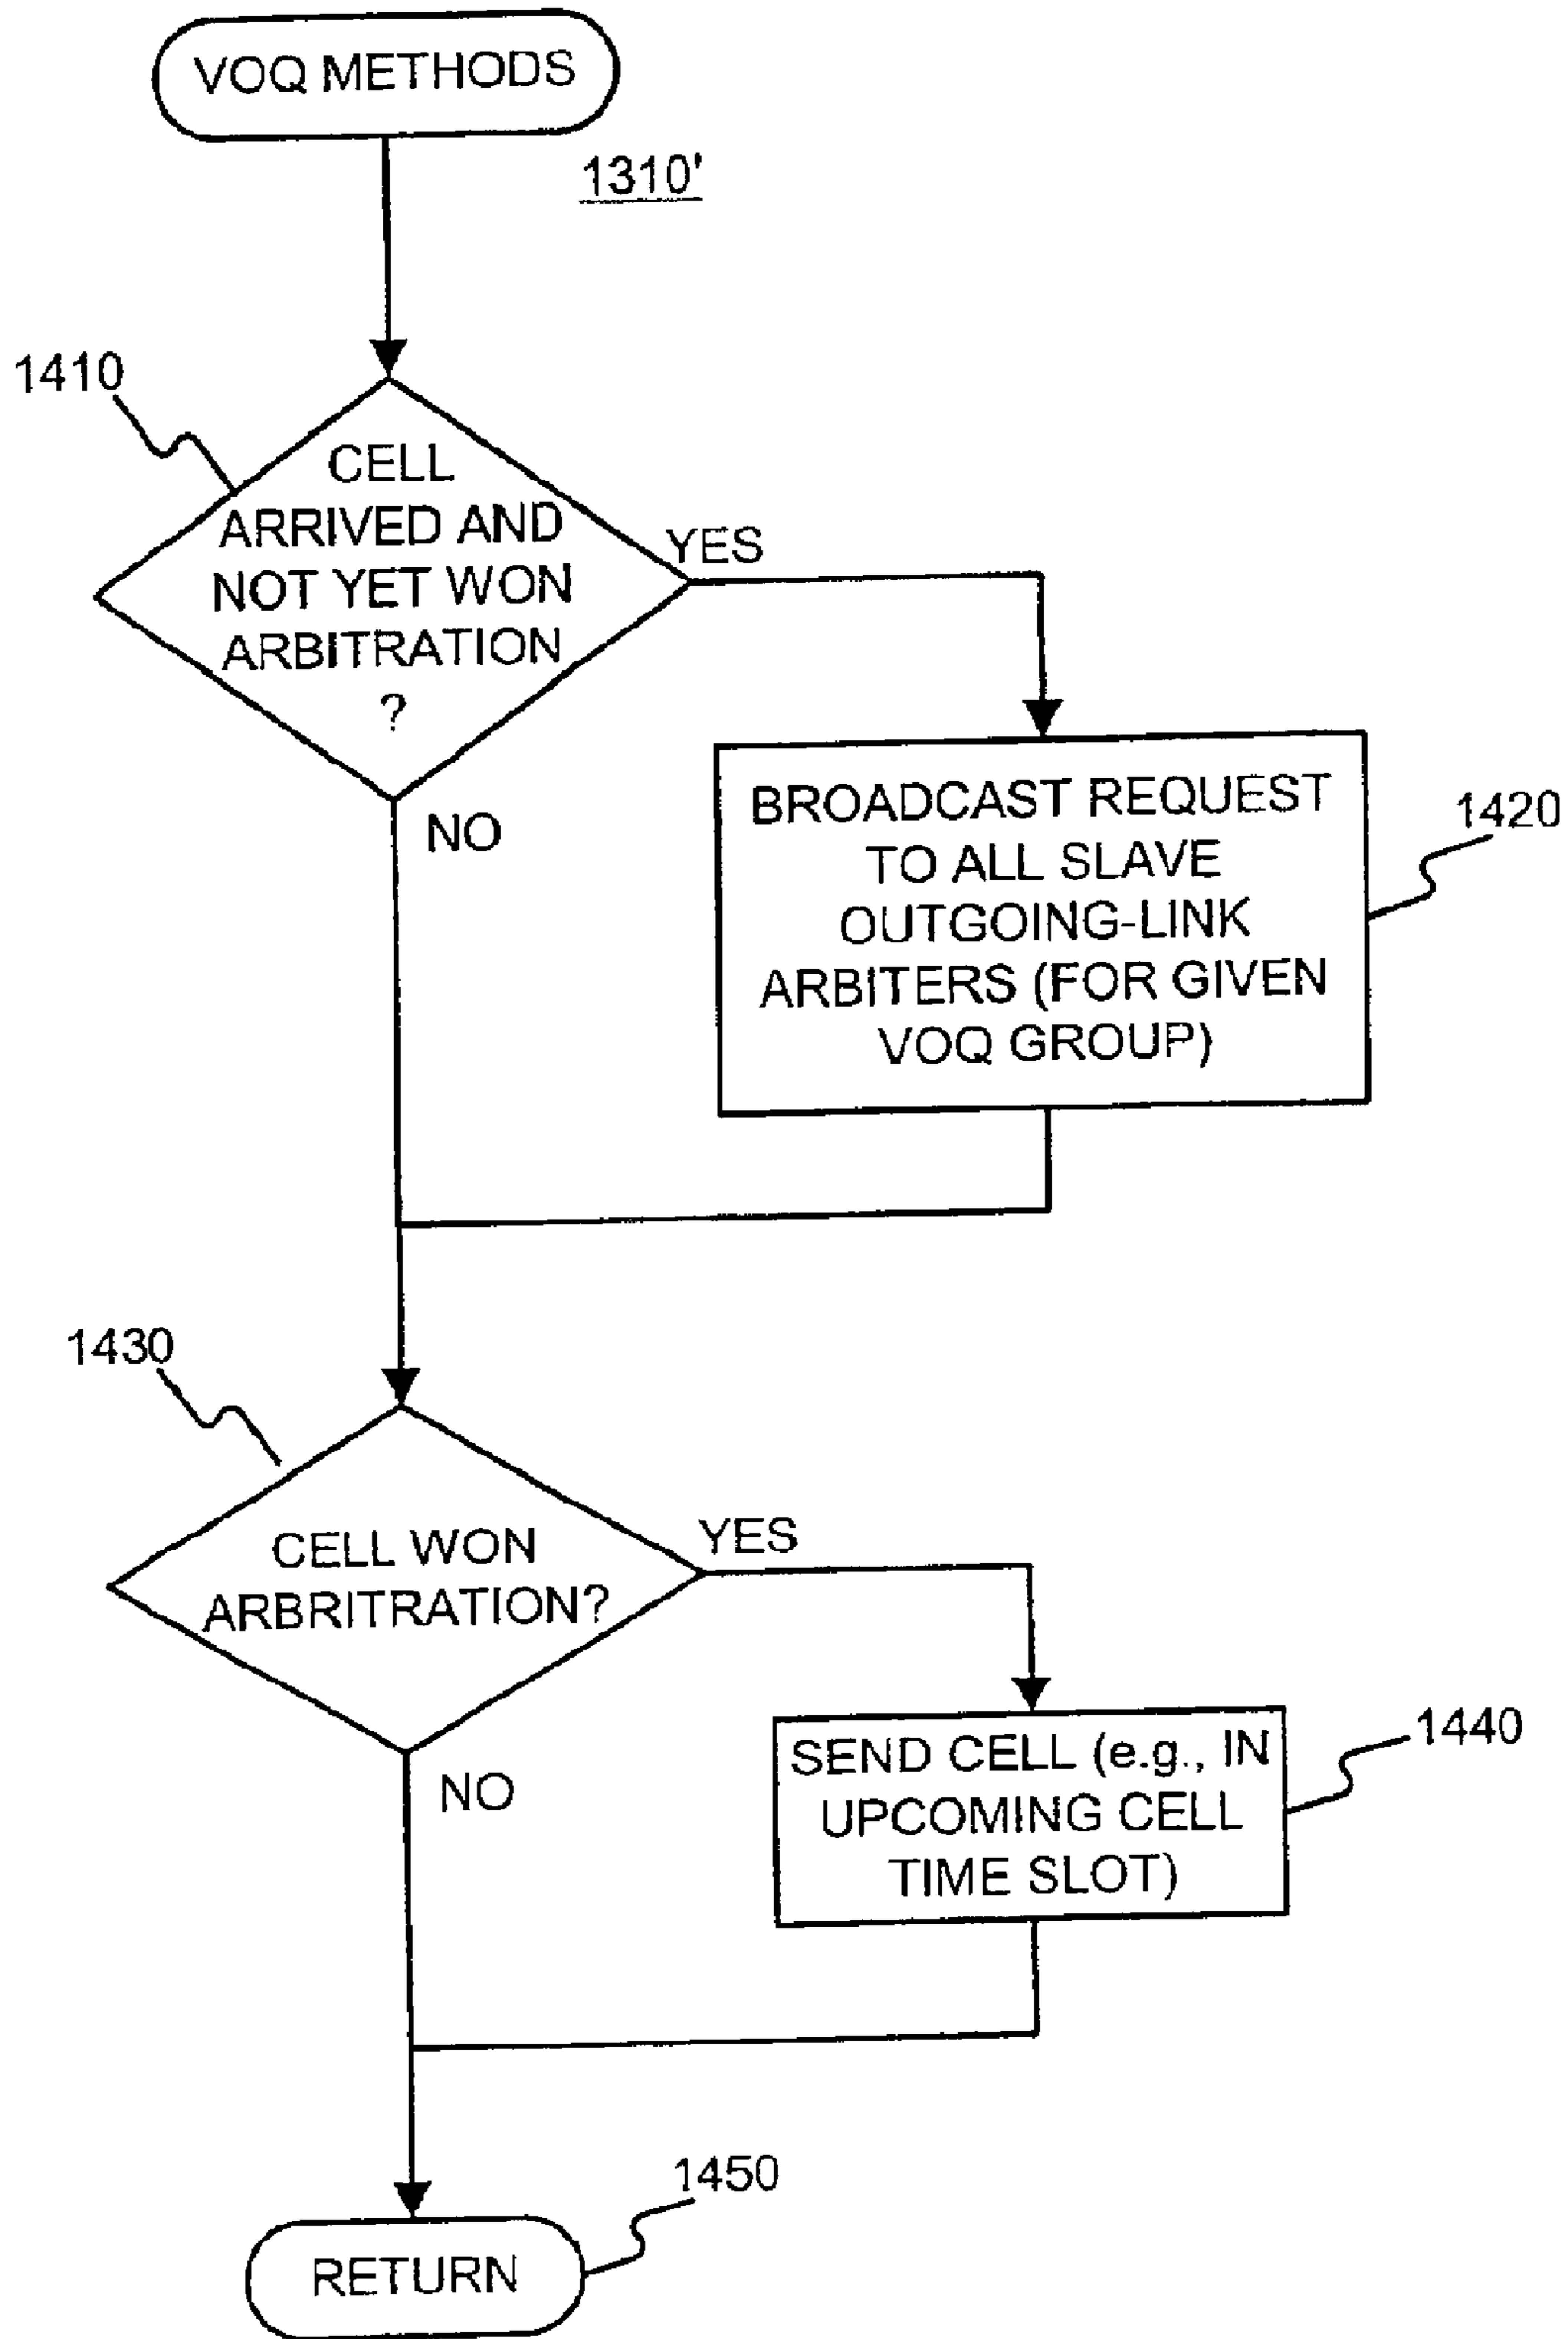 VOQ METHODS
1310'
1410
CELL
ARRIVED AND
NOT YET WON
ARBITRATION
?
YES
NO
BROADCAST REQUEST
TO ALL SLAVE
OUTGOING-LINK
ARBITERS (FOR GIVEN
VOQ GROUP)
1420
1430
CELL WON
ARBRITRATION?
YES
NO
SEND CELL (e.g., IN
UPCOMING CELL
TIME SLOT)
1440
1450
RETURN